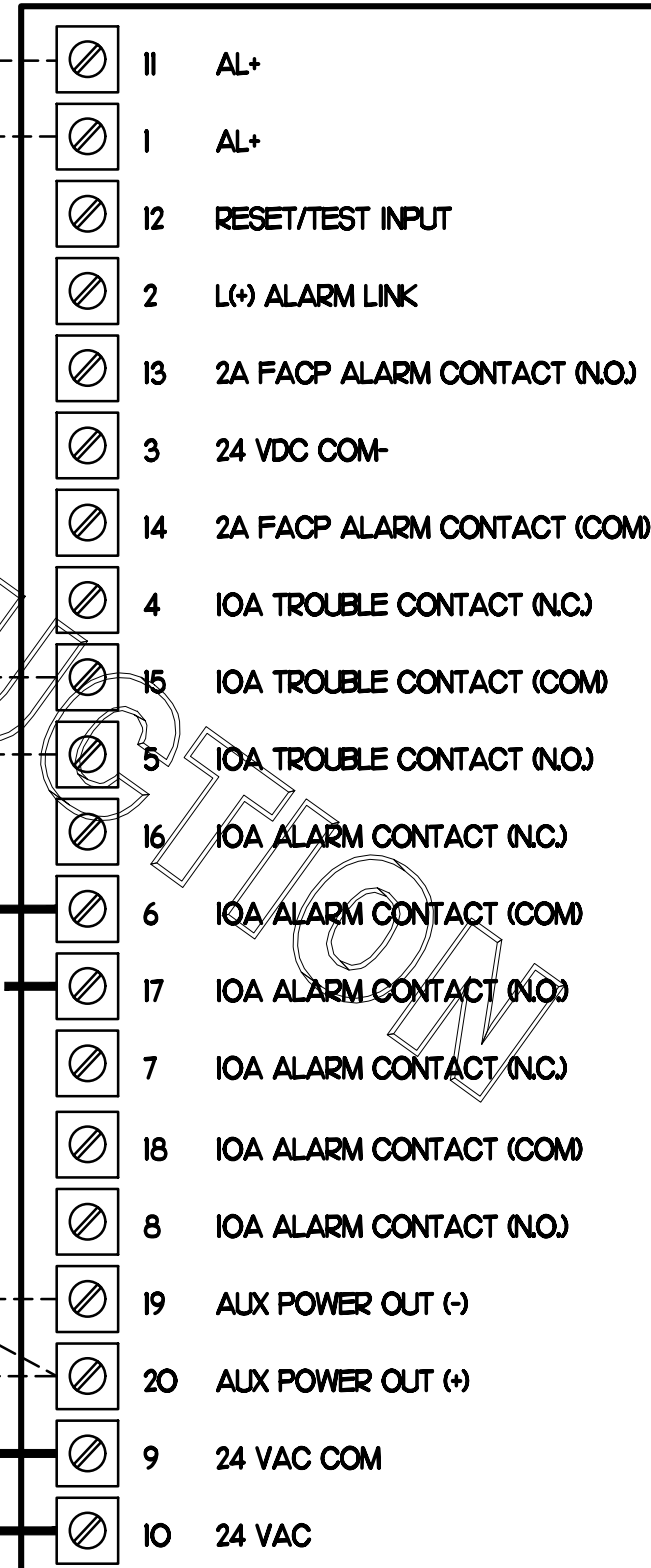 11 AL+
1 AL+
12 RESET/TEST INPUT
2 L(+) ALARM LINK
13 2A FACP ALARM CONTACT (N.O.)
3 24 VDC COM-
14 2A FACP ALARM CONTACT (COM)
4 10A TROUBLE CONTACT (N.C.)
15 10A TROUBLE CONTACT (COM)
5 10A TROUBLE CONTACT (N.O.)
16 10A ALARM CONTACT (N.C.)
6 10A ALARM CONTACT (COM)
17 10A ALARM CONTACT (N.O.)
7 10A ALARM CONTACT (N.C.)
18 10A ALARM CONTACT (COM)
8 10A ALARM CONTACT (N.O.)
19 AUX POWER OUT (-)
20 AUX POWER OUT (+)
9 24 VAC COM
10 24 VAC
UCTION